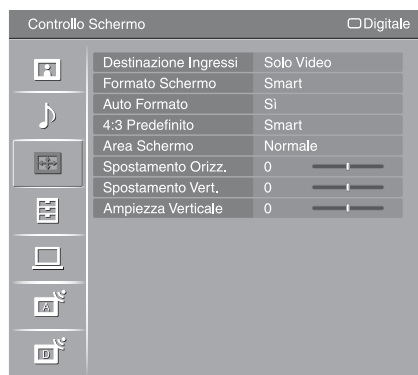 Controllo Schermo Digitale
Destinazione Ingressi Solo Video
Formato Schermo Smart
Auto Formato Sì
4:3 Predefinito Smart
Area Schermo Normale
Spostamento Orizz. 0
Spostamento Vert. 0
Ampiezza Verticale 0
A
D